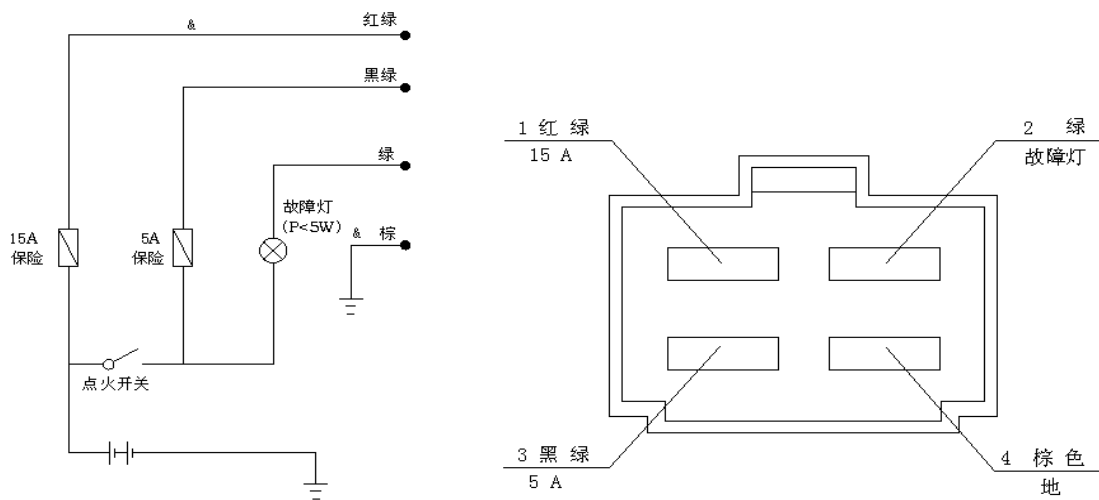 &
红绿
黑绿
绿
故障灯
(P<5W)
& 棕
15A
保险
5A
保险
点火开关
1 红 绿
15 A
2 绿
故障灯
3 黑 绿
5 A
4 棕 色
地